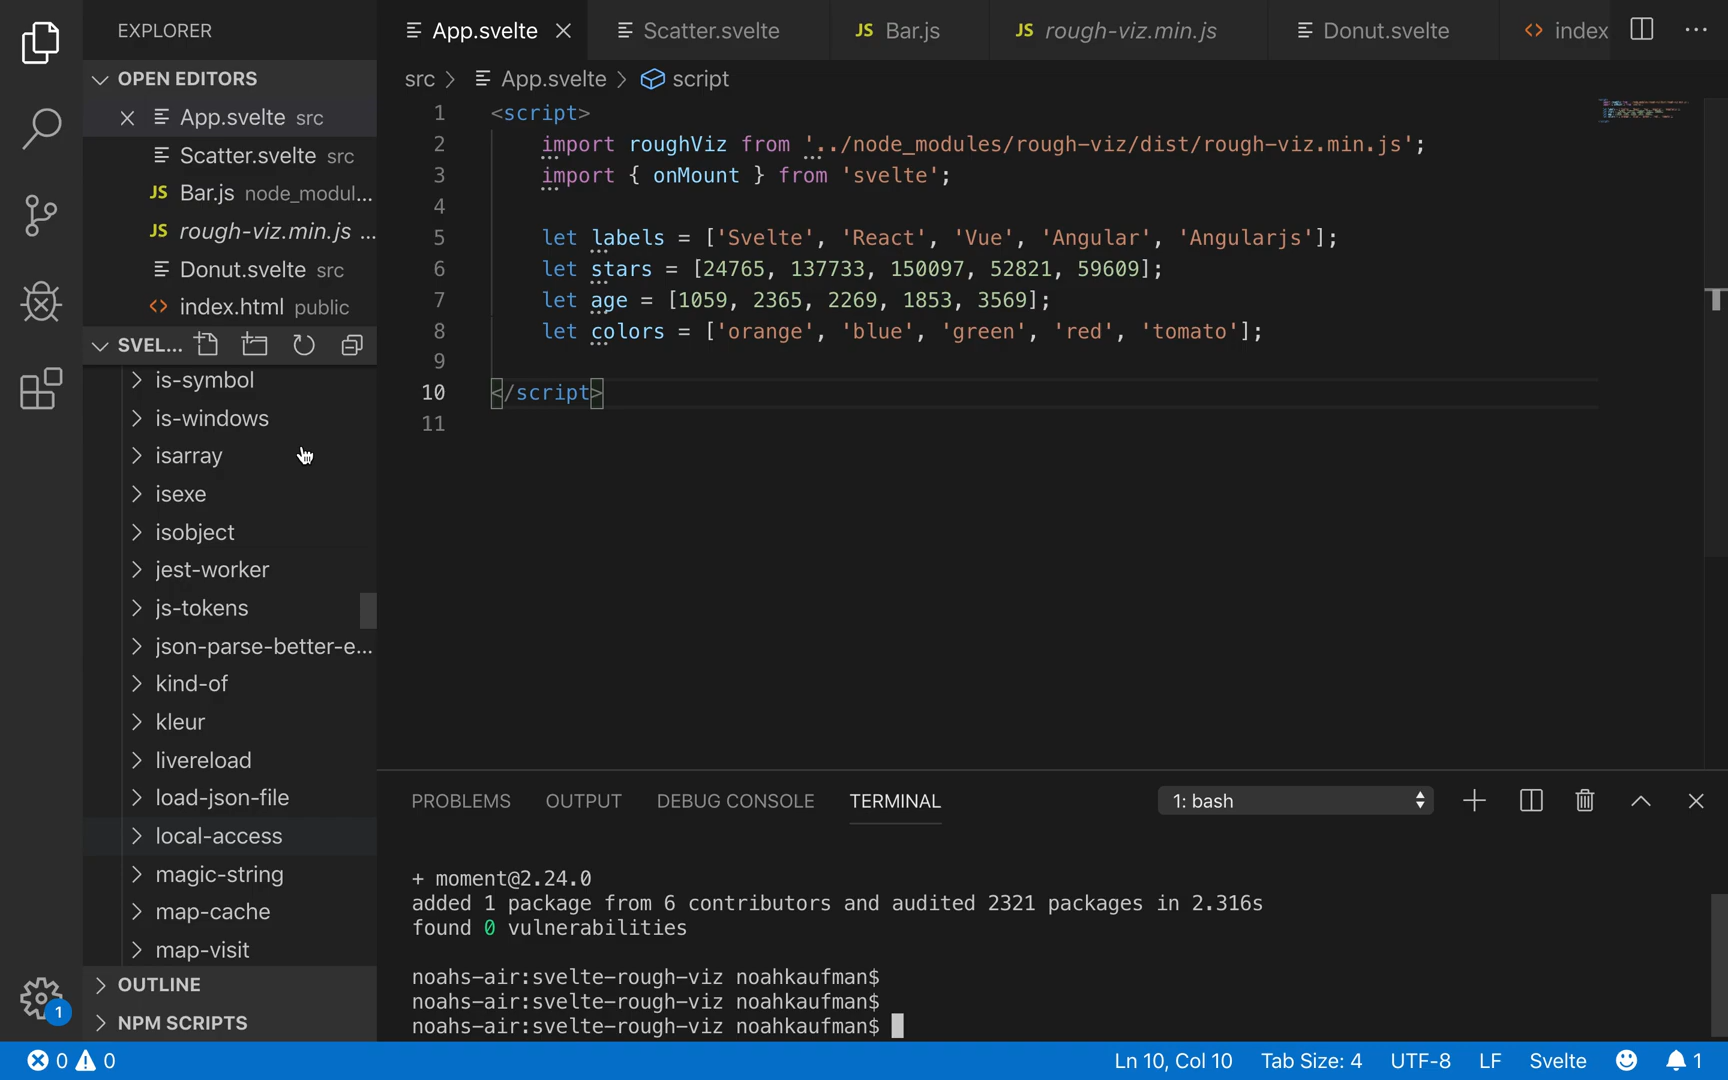 EXPLORER
App.svelte
Scatter.svelte
JS Bar.js
JS rough-viz.min.js
Donut.svelte
<> index
OPEN EDITORS
App.svelte src
Scatter.svelte src
JS Bar.js node_modul...
JS rough-viz.min.js ...
Donut.svelte src
<> index.html public
SVEL...
is-symbol
is-windows
isarray
isexe
isobject
jest-worker
js-tokens
json-parse-better-e...
kind-of
kleur
livereload
load-json-file
local-access
magic-string
map-cache
map-visit
OUTLINE
NPM SCRIPTS
src > App.svelte > script
1 <script>
2 import roughViz from '../node_modules/rough-viz/dist/rough-viz.min.js';
3 import { onMount } from 'svelte';
4
5 let labels = ['Svelte', 'React', 'Vue', 'Angular', 'Angularjs'];
6 let stars = [24765, 137733, 150097, 52821, 59609];
7 let age = [1059, 2365, 2269, 1853, 3569];
8 let colors = ['orange', 'blue', 'green', 'red', 'tomato'];
9
10 </script>
11
PROBLEMS OUTPUT DEBUG CONSOLE TERMINAL 1: bash
+ moment@2.24.0
added 1 package from 6 contributors and audited 2321 packages in 2.316s
found 0 vulnerabilities
noahs-air:svelte-rough-viz noahkaufman$
noahs-air:svelte-rough-viz noahkaufman$
noahs-air:svelte-rough-viz noahkaufman$
1
0 0 Ln 10, Col 10 Tab Size: 4 UTF-8 LF Svelte 1